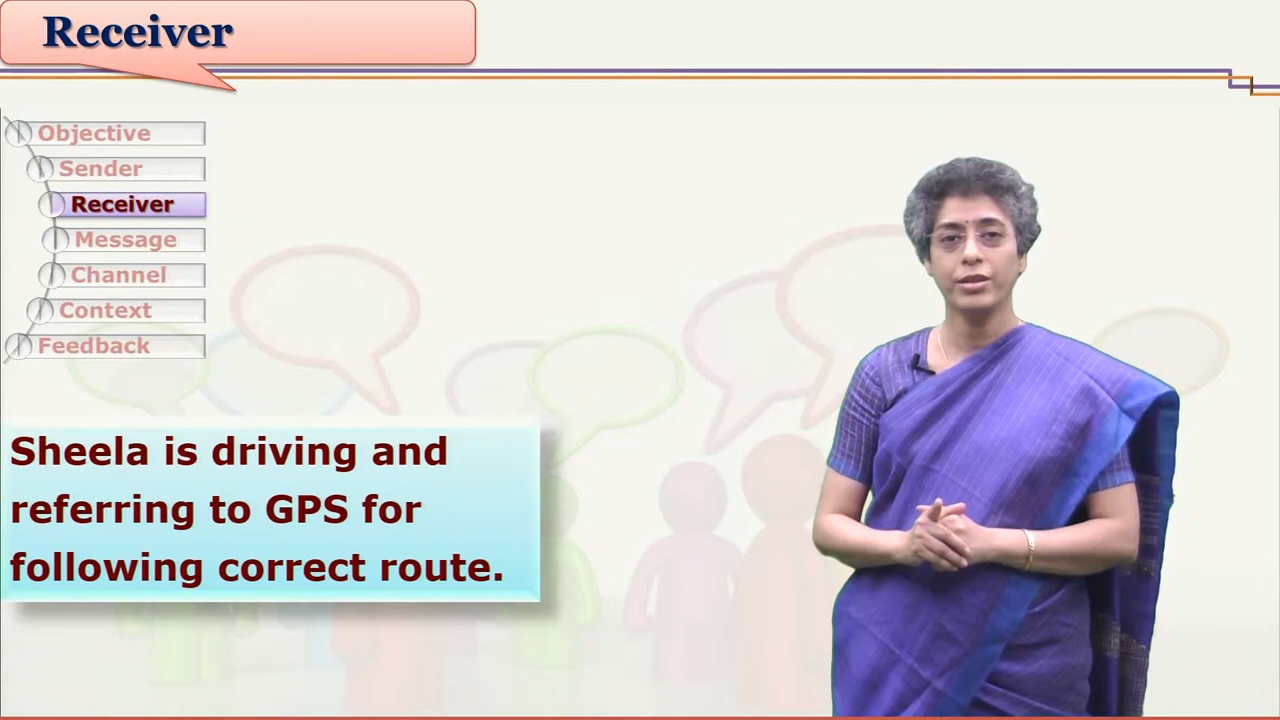 Receiver
Objective
Sender
Receiver
Message
Channel
Context
Feedback
Sheela is driving and
referring to GPS for
following correct route.